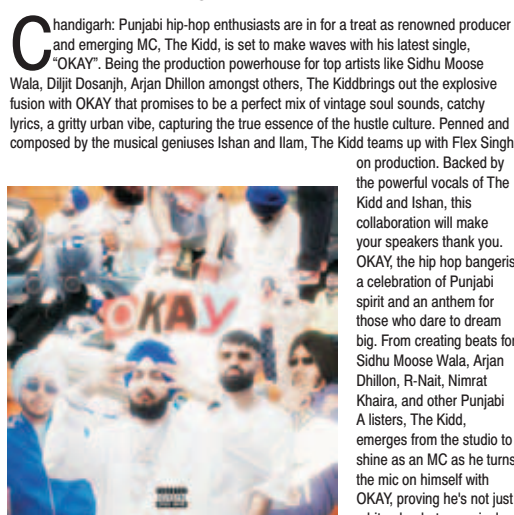 Chandigarh: Punjabi hip-hop enthusiasts are in for a treat as renowned producer
and emerging MC, The Kidd, is set to make waves with his latest single,
“OKAY”. Being the production powerhouse for top artists like Sidhu Moose
Wala, Diljit Dosanjh, Arjan Dhillon amongst others, The Kiddbrings out the explosive
fusion with OKAY that promises to be a perfect mix of vintage soul sounds, catchy
lyrics, a gritty urban vibe, capturing the true essence of the hustle culture. Penned and
composed by the musical geniuses Ishan and Ilam, The Kidd teams up with Flex Singh
on production. Backed by
the powerful vocals of The
Kidd and Ishan, this
collaboration will make
your speakers thank you.
OKAY, the hip hop bangeris
a celebration of Punjabi
spirit and an anthem for
those who dare to dream
big. From creating beats for
Sidhu Moose Wala, Arjan
Dhillon, R-Nait, Nimrat
Khaira, and other Punjabi
A listers, The Kidd,
emerges from the studio to
shine as an MC as he turns
the mic on himself with
OKAY, proving he's not just
OKAY